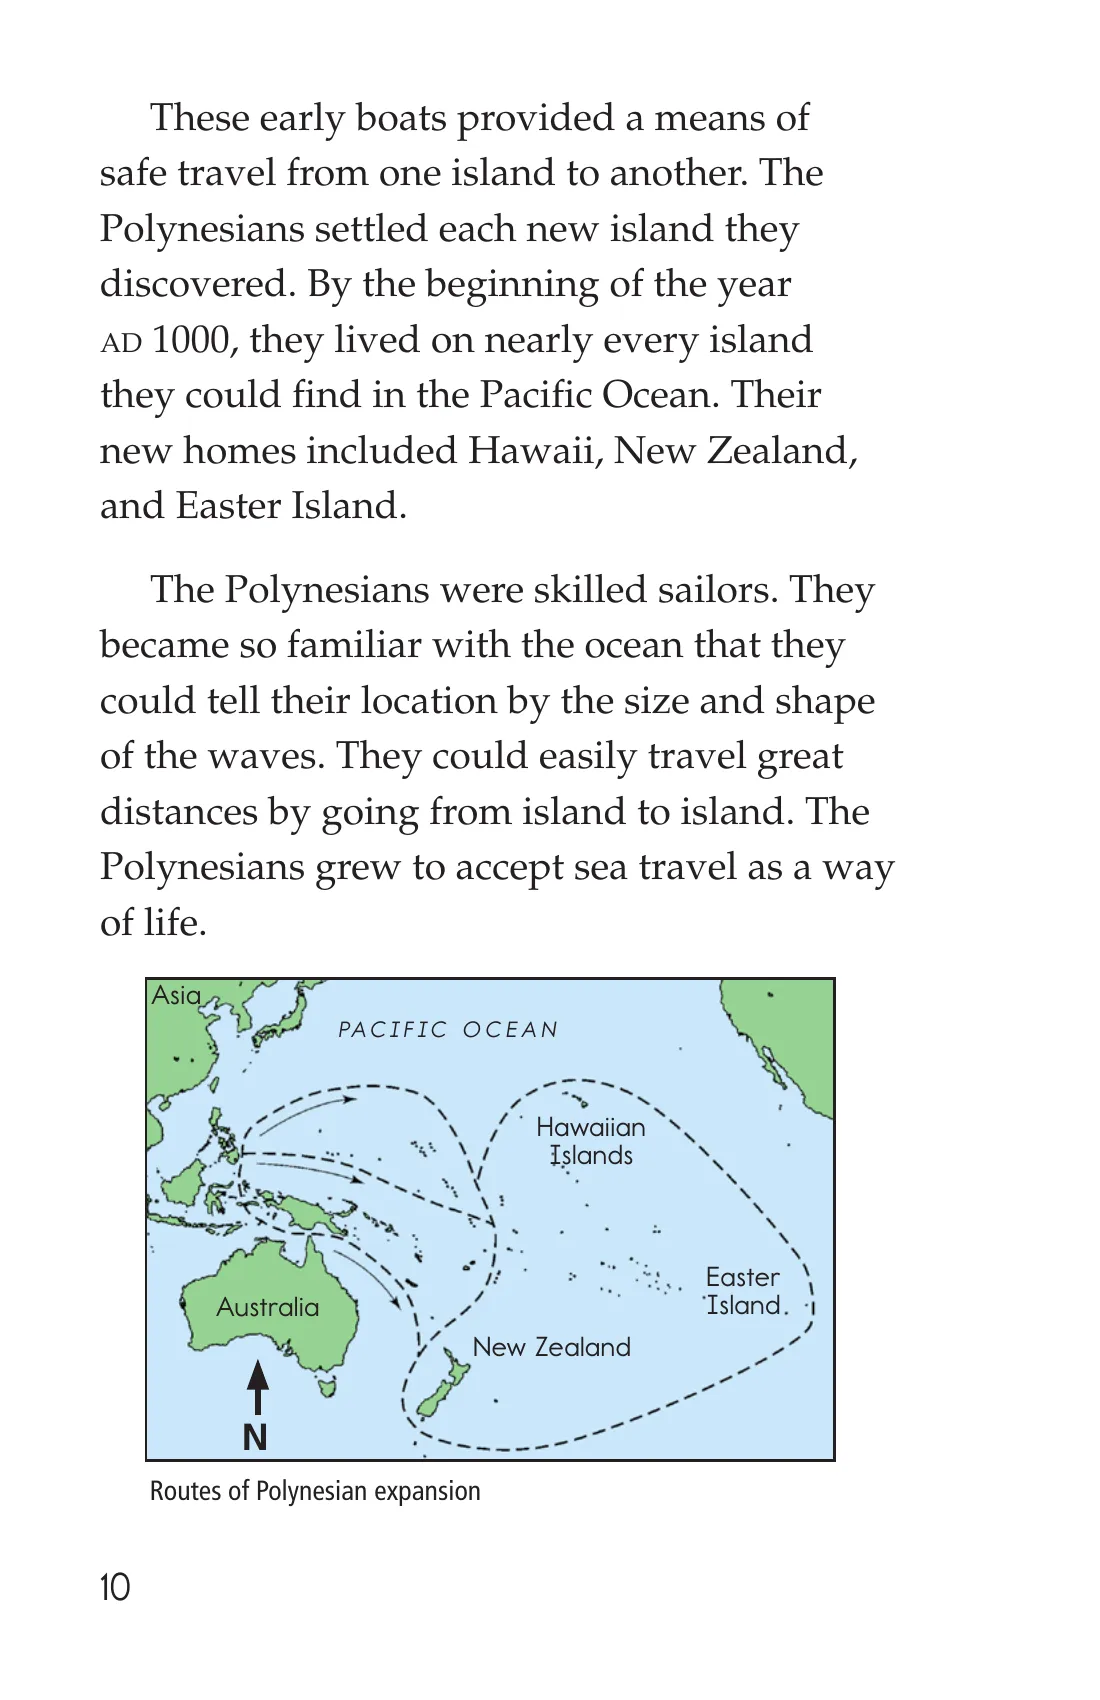 These early boats provided a means of
safe travel from one island to another. The
Polynesians settled each new island they
discovered. By the beginning of the year
AD 1000, they lived on nearly every island
they could find in the Pacific Ocean. Their
new homes included Hawaii, New Zealand,
and Easter Island.
The Polynesians were skilled sailors. They
became so familiar with the ocean that they
could tell their location by the size and shape
of the waves. They could easily travel great
distances by going from island to island. The
Polynesians grew to accept sea travel as a way
of life.
Asia
PACIFIC OCEAN
Hawaiian
Islands
Easter
Island
Australia
New Zealand
N
Routes of Polynesian expansion
10